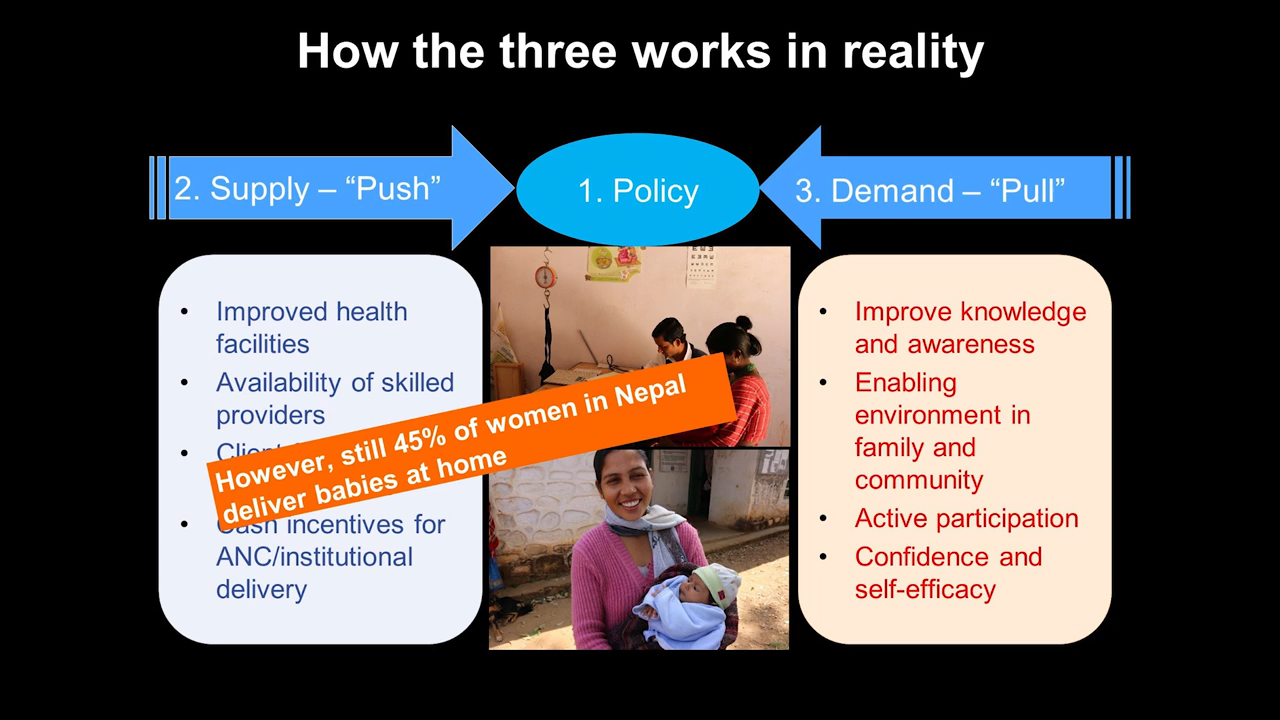 How the three works in reality
2. Supply – “Push”
1. Policy
3. Demand – “Pull”
• Improved health
facilities
• Availability of skilled
providers
•
• Cash incentives for
ANC/institutional
delivery
However, still 45% of women in Nepal
deliver babies at home
• Improve knowledge
and awareness
• Enabling
environment in
family and
community
• Active participation
• Confidence and
self-efficacy